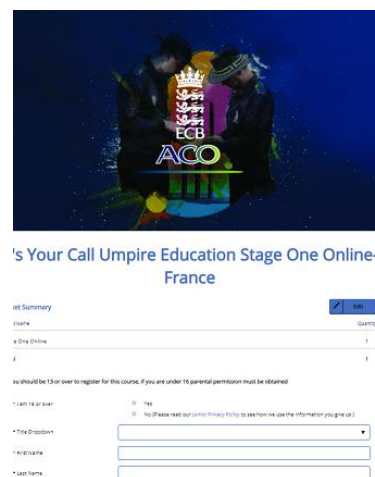 ECB
ACO
's Your Call Umpire Education Stage One Online-
France
et Summary
Edit
t Name
Quantity
e One Online
1
1
ou should be 13 or over to register for this course, if you are under 16 parental permission must be obtained
* I am 16 or over
Yes
No (Please read our Junior Privacy Policy to see how we use the information you give us ).
* Title Dropdown
* First Name
* Last Name